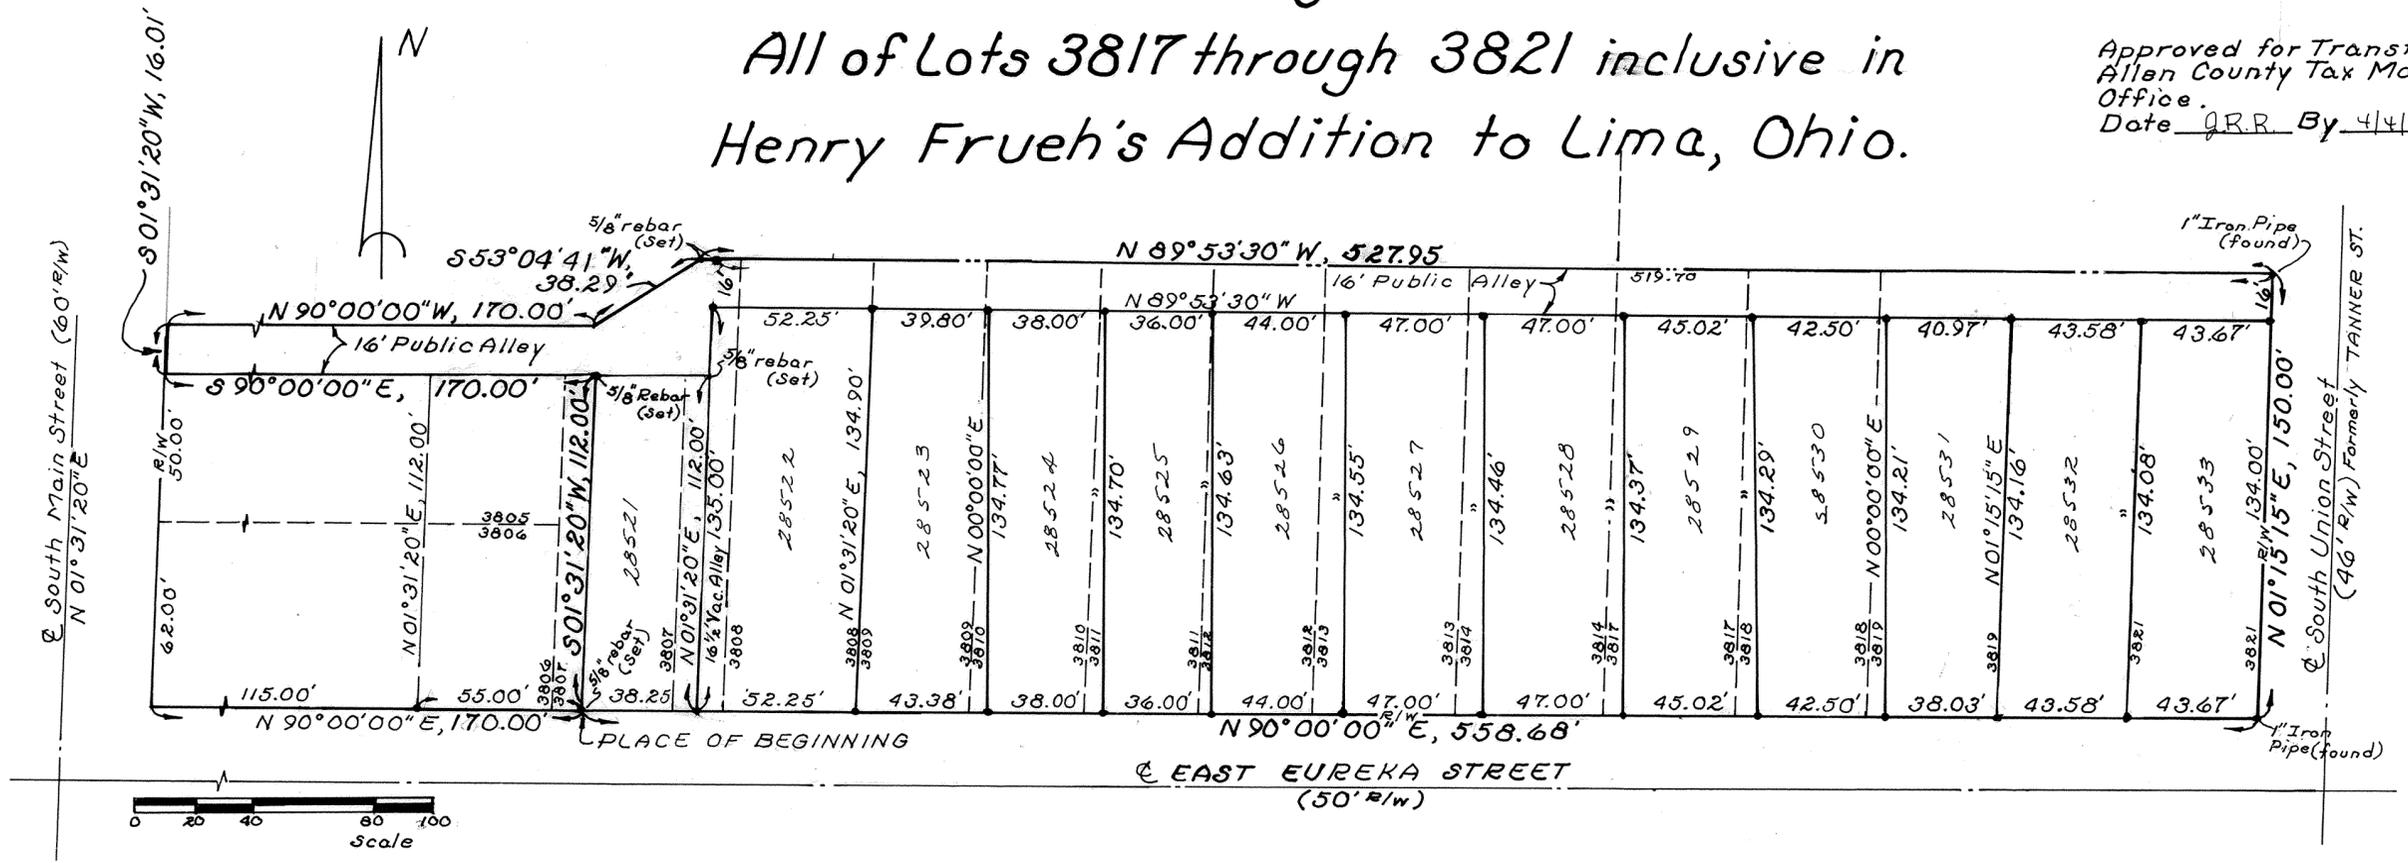 All of Lots 3817 through 3821 inclusive in
Henry Frueh's Addition to Lima, Ohio.
Approved for Transf
Allen County Tax Ma
Office.
Date J.R.R. By 4/4/
N
S01°31'20"W, 16.01'
5/8" rebar
(Set)
S53°04'41"W,
38.29'
N 89°53'30"W, 527.95
1" Iron Pipe
(found)
16'
16' Public Alley
519.70
16'
N 90°00'00"W, 170.00'
N 89°53'30"W
52.25' 39.80' 38.00' 36.00' 44.00' 47.00' 47.00' 45.02' 42.50' 40.97' 43.58' 43.67'
16' Public Alley
5/8" rebar
(Set)
S 90°00'00"E, 170.00'
5/8" Rebar
(Set)
℄ South Main Street (60' R/W)
N 01°31'20"E
R/W
50.00'
62.00'
N01°31'20"E, 112.00'
3805
3806
S01°31'20"W, 112.00'
28521
N01°31'20"E, 112.00'
16½' Vac. Alley 135.00'
28522
N 01°31'20"E, 134.90'
28523
N00°00'00"E
134.77'
28524
134.70'
28525
"
134.63'
28526
"
134.55'
28527
"
134.46'
28528
"
134.37'
28529
"
134.29'
28530
N00°00'00"E
134.21'
28531
N01°15'15"E
134.16'
28532
"
134.08'
28533
R/W 134.00'
N 01°15'15"E, 150.00'
℄ South Union Street
(46' R/W) Formerly TANNER ST.
3806
3807
5/8" rebar
(Set)
3807
3808
3808
3809
3809
3810
3810
3811
3811
3812
3812
3813
3813
3814
3814
3817
3817
3818
3818
3819
3819
3821
3821
115.00' 55.00' 38.25 52.25' 43.38' 38.00' 36.00' 44.00' 47.00' 47.00' 45.02' 42.50' 38.03' 43.58' 43.67'
N 90°00'00"E, 170.00'
R/W
N 90°00'00"E, 558.68'
1" Iron
Pipe (found)
PLACE OF BEGINNING
℄ EAST EUREKA STREET
(50' R/W)
0 20 40 80 100
Scale